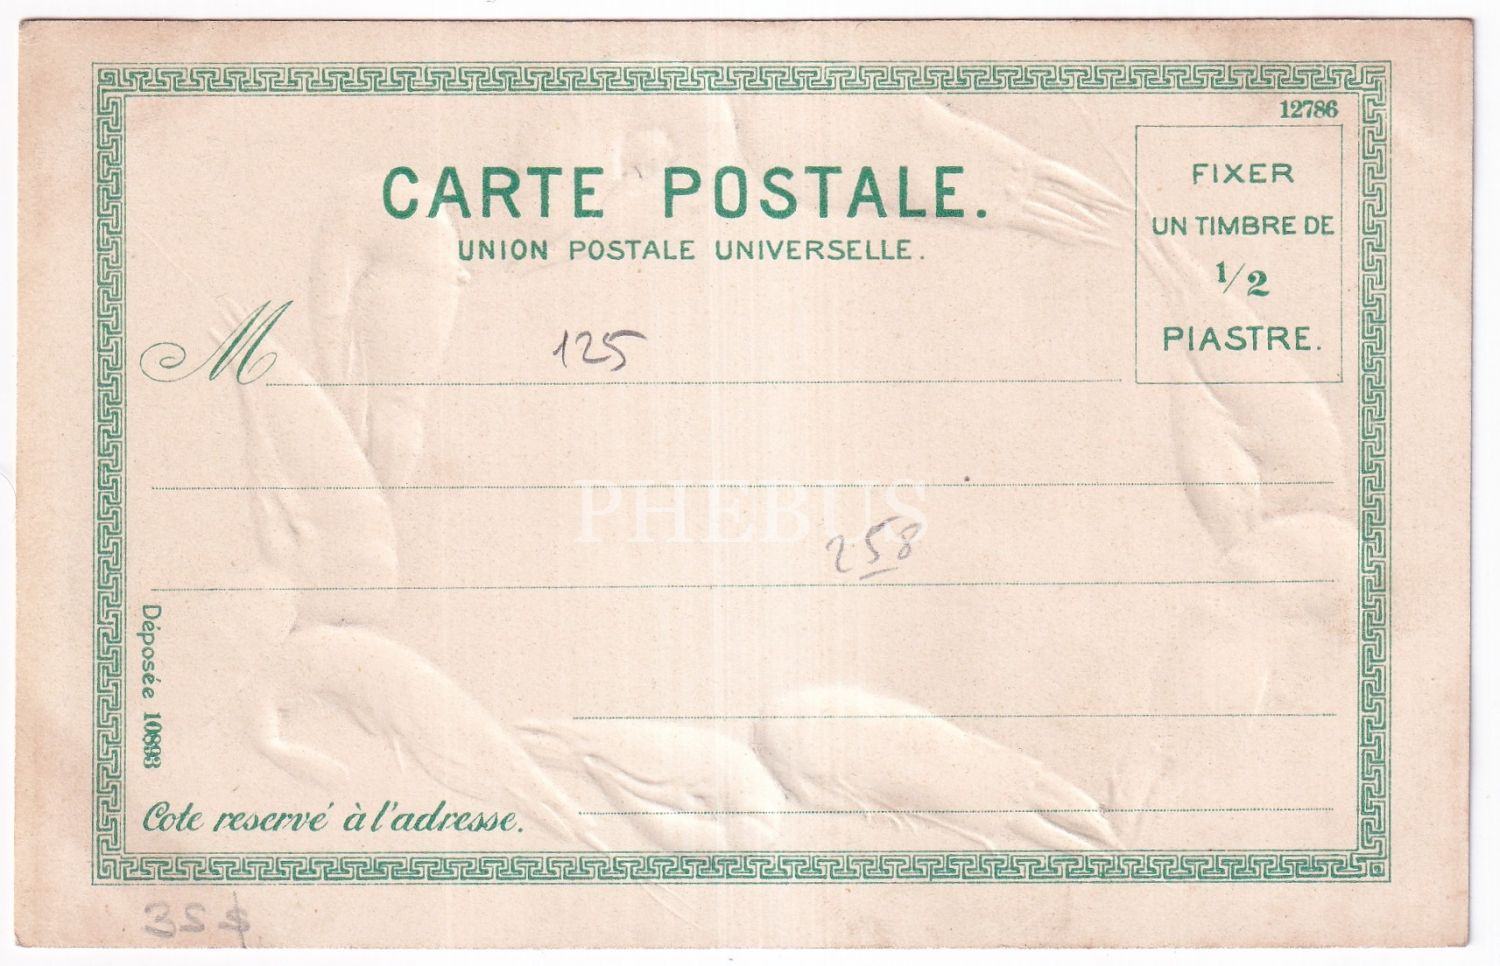 12786
CARTE POSTALE.
UNION POSTALE UNIVERSELLE.
FIXER
UN TIMBRE DE
1/2
PIASTRE.
M
125
PHEBUS
258
Déposée 10893
Cote reservé à l'adresse.
35 $